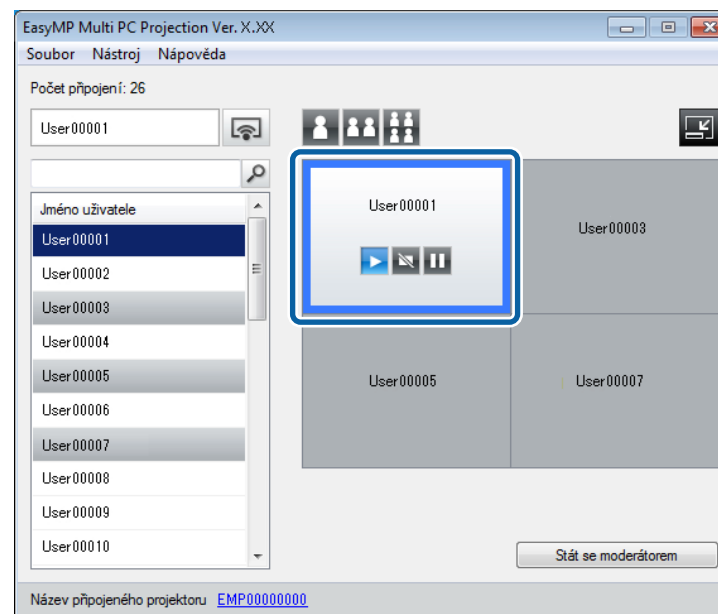 EasyMP Multi PC Projection Ver. X.XX
Soubor Nástroj Nápověda
Počet připojení: 26
User00001
Jméno uživatele
User00001
User00002
User00003
User00004
User00005
User00006
User00007
User00008
User00009
User00010
User00001
User00003
User00005
User00007
Stát se moderátorem
Název připojeného projektoru EMP00000000